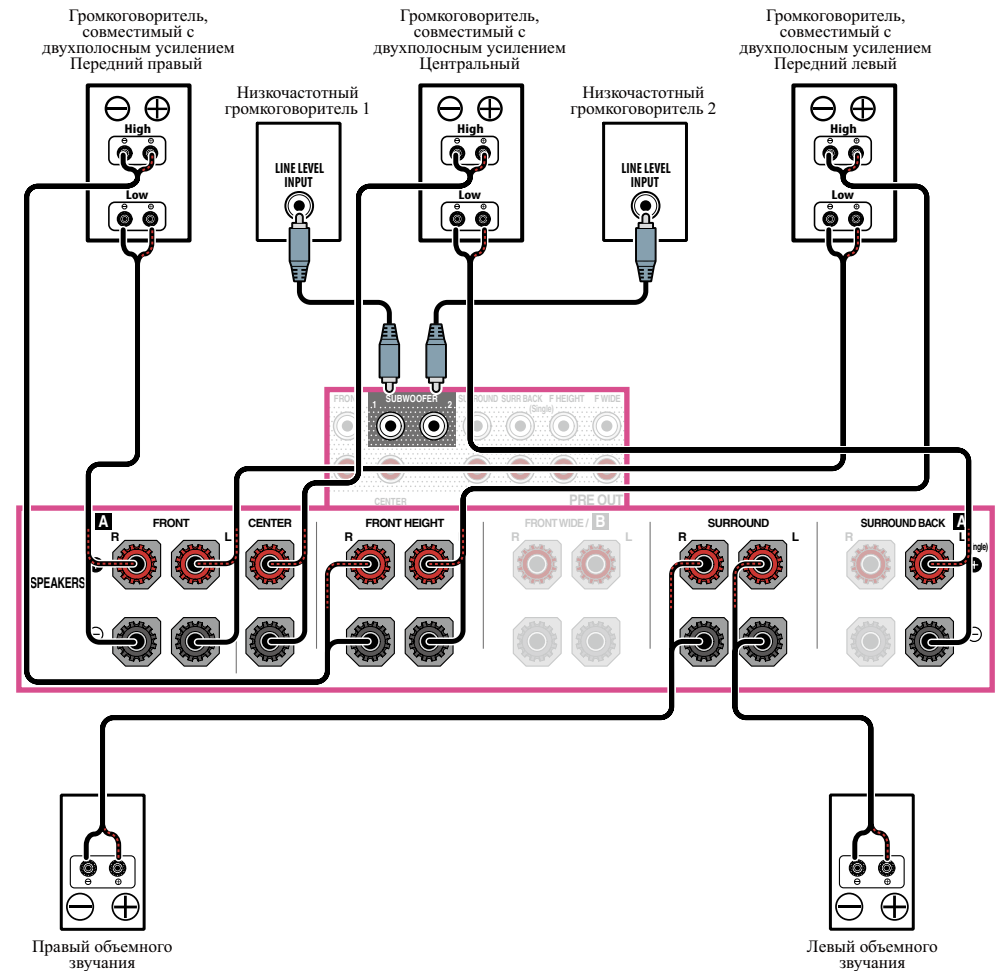 Громкоговоритель,
совместимый с
двухполосным усилением
Передний правый
Громкоговоритель,
совместимый с
двухполосным усилением
Центральный
Громкоговоритель,
совместимый с
двухполосным усилением
Передний левый
Низкочастотный
громкоговоритель 1
Низкочастотный
громкоговоритель 2
High
Low
LINE LEVEL
INPUT
High
Low
LINE LEVEL
INPUT
High
Low
SUBWOOFER
1 2
SURR BACK
(Single)
F HEIGHT
F WIDE
CENTER
PRE OUT
SPEAKERS
A
FRONT
R L
CENTER
FRONT HEIGHT
R L
FRONT WIDE / B
R L
SURROUND
R L
SURROUND BACK A
R L
Правый объемного
звучания
Левый объемного
звучания